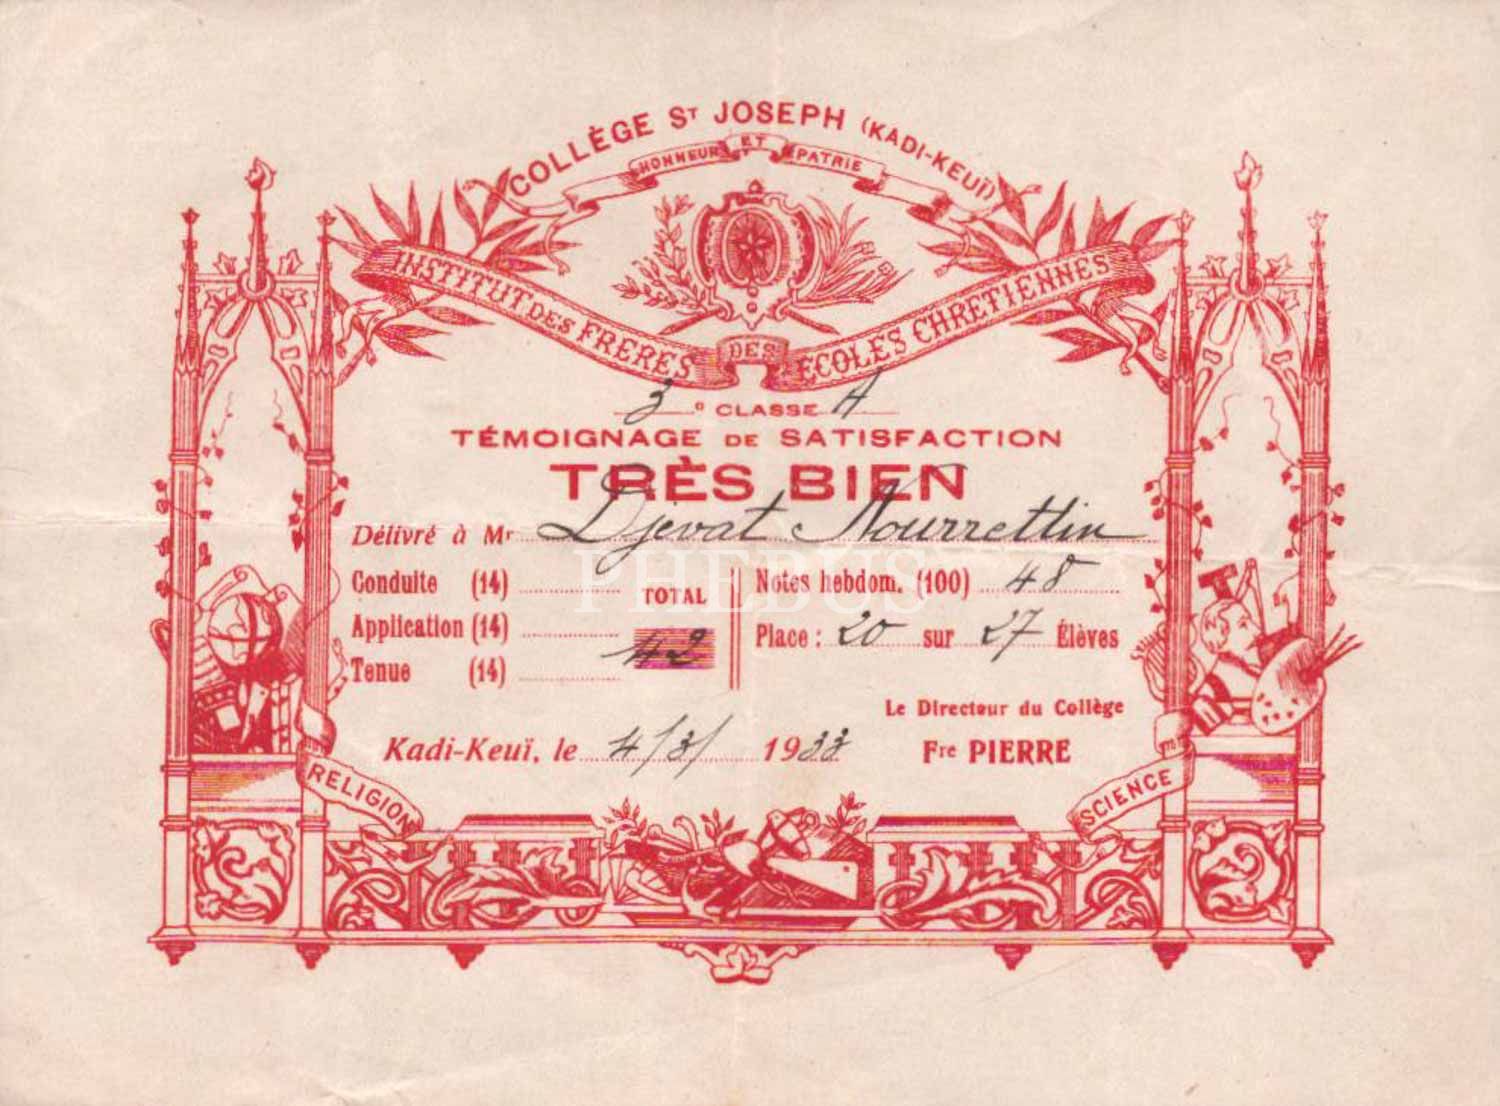 COLLÈGE ST JOSEPH (KADI-KEUÏ)
HONNEUR ET PATRIE
INSTITUT DES FRERES DES ECOLES CHRETIENNES
3e CLASSE A
TÉMOIGNAGE DE SATISFACTION
TRÈS BIEN
Délivré à Mr Djevat Nourrettin
Conduite (14)
Application (14)
Tenue (14)
TOTAL
42
Notes hebdom. (100) 48
Place : 20 sur 27 Élèves
Le Directeur du Collège
Kadi-Keuï, le 4/3/ 1933
Fre PIERRE
RELIGION
SCIENCE
PHEBUS